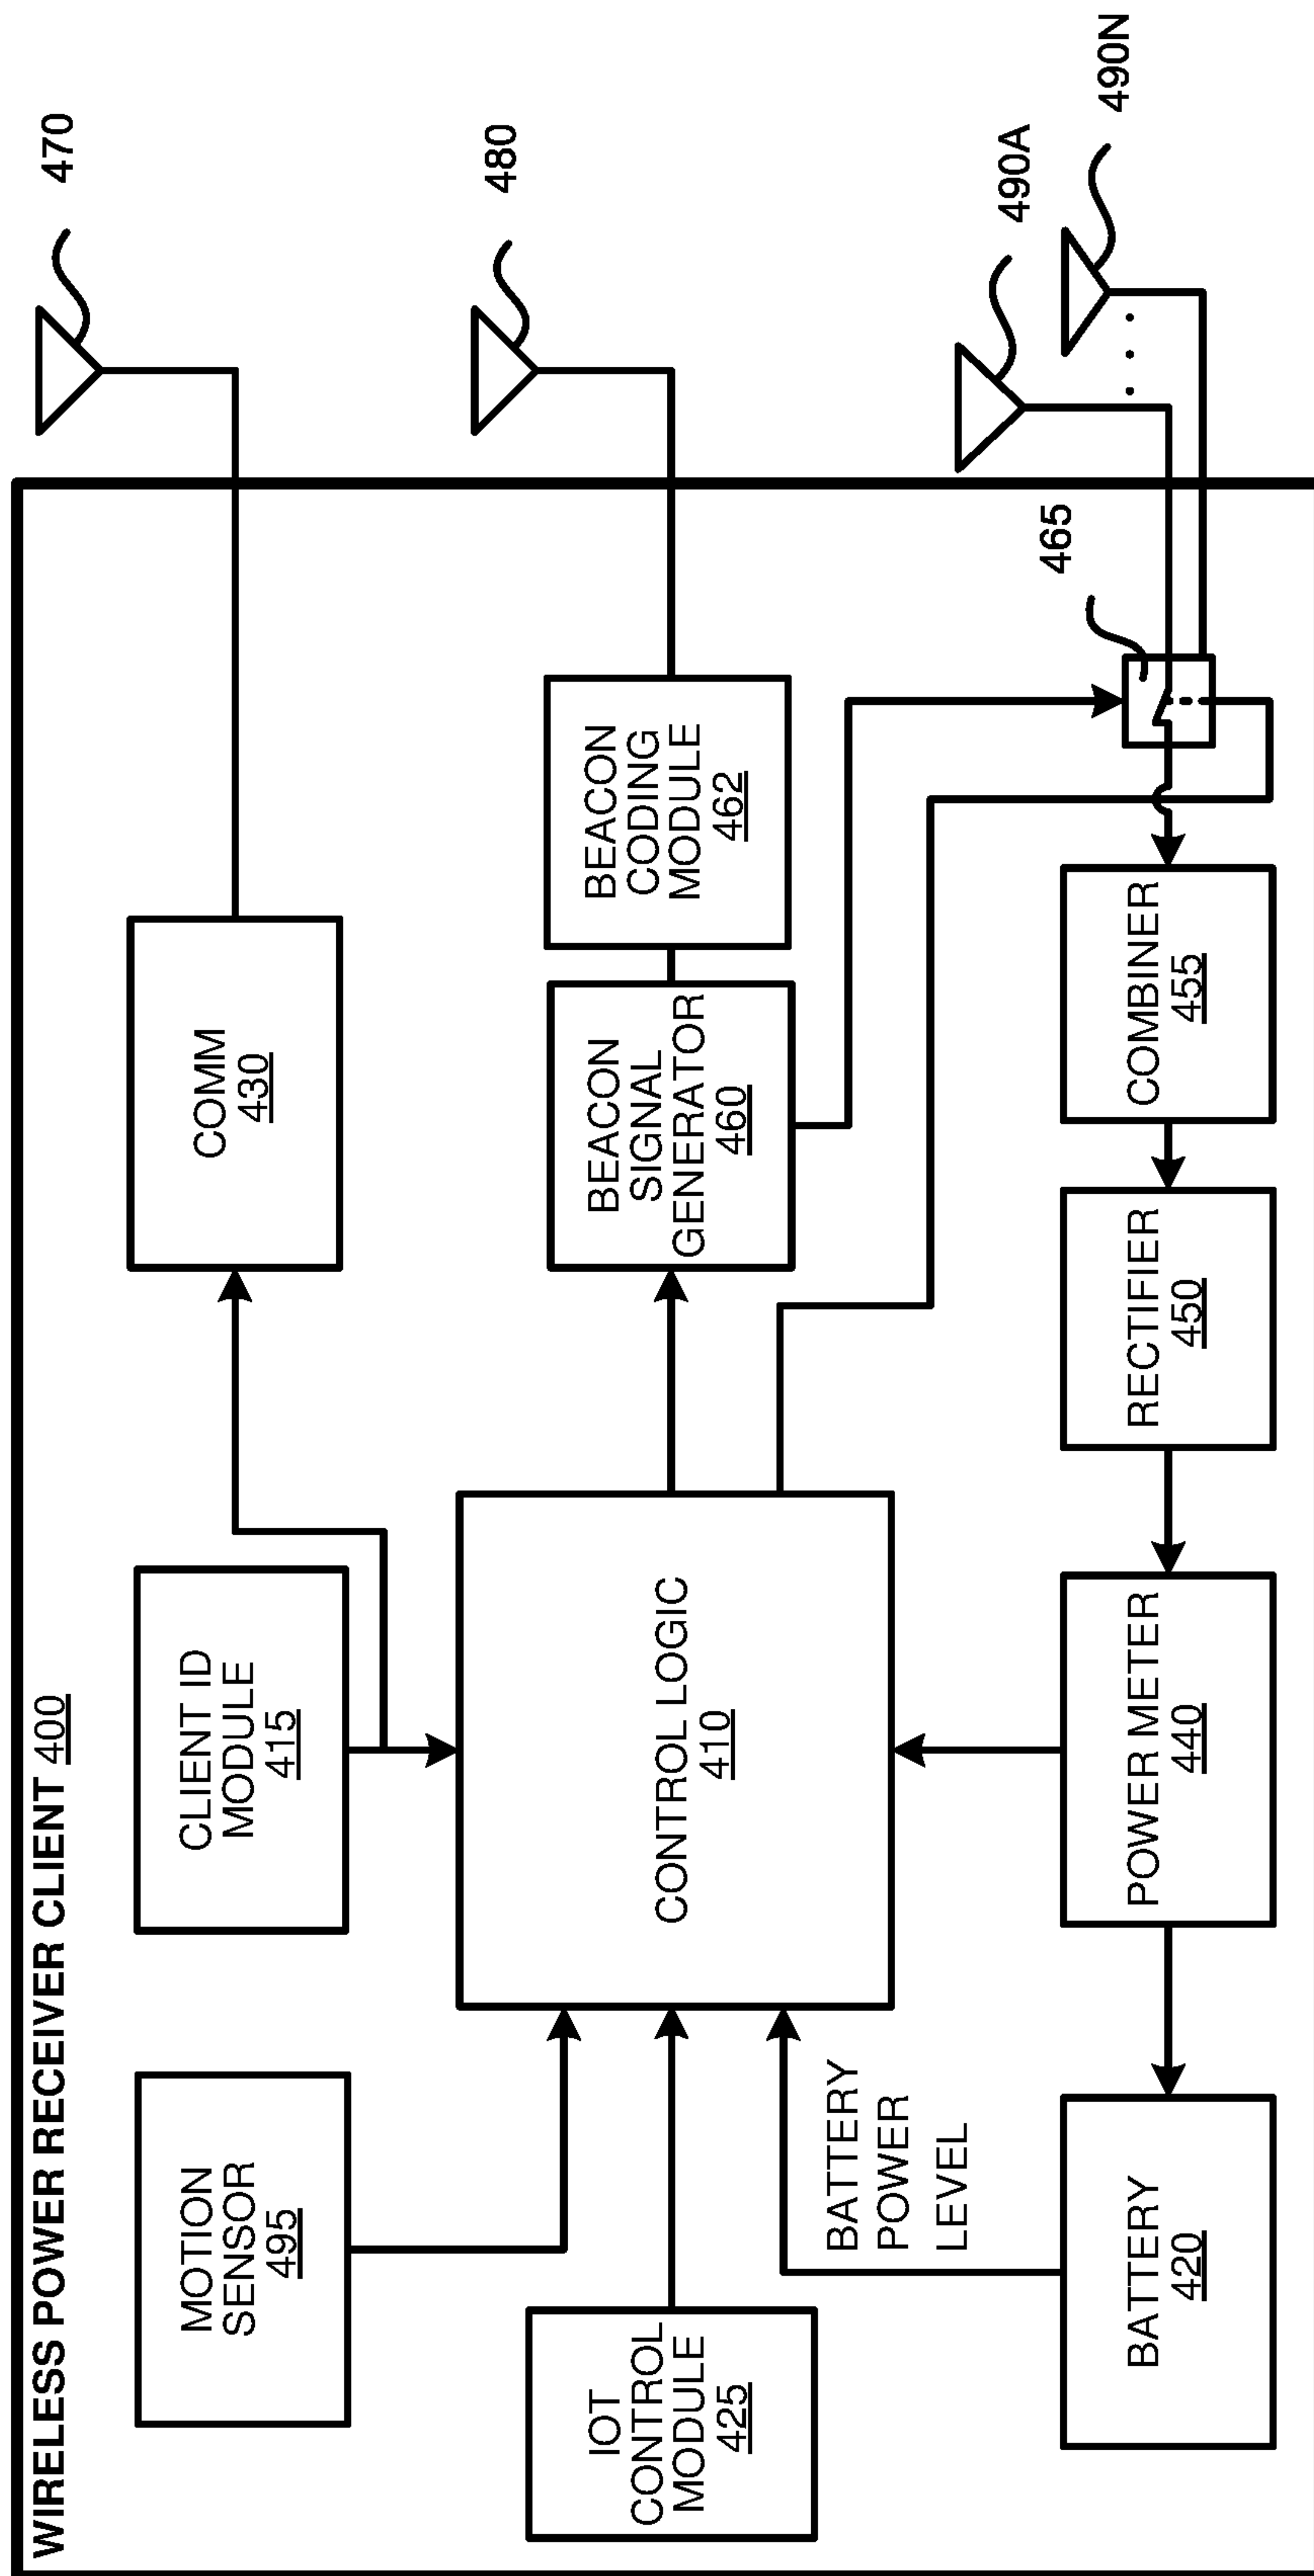 WIRELESS POWER RECEIVER CLIENT 400
MOTION
SENSOR
495
CLIENT ID
MODULE
415
COMM
430
470
IOT
CONTROL
MODULE
425
CONTROL LOGIC
410
BEACON
SIGNAL
GENERATOR
460
BEACON
CODING
MODULE
462
480
BATTERY
POWER
LEVEL
BATTERY
420
POWER METER
440
RECTIFIER
450
COMBINER
455
465
490A
. . .
490N